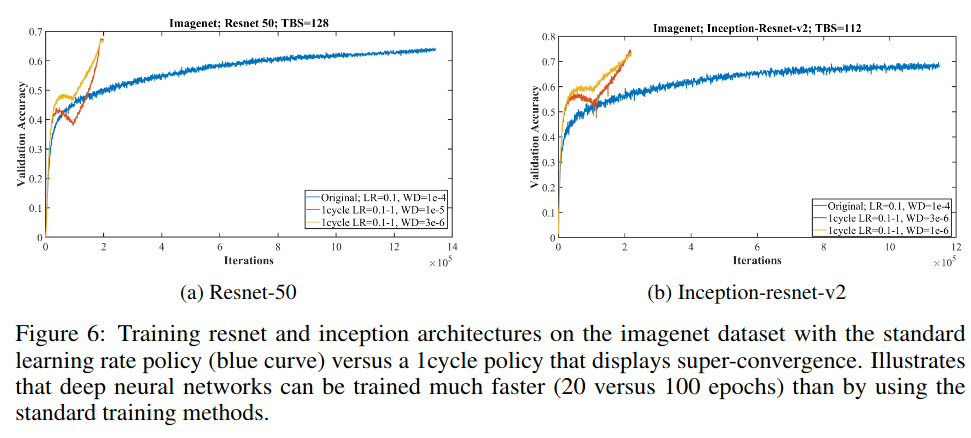 Imagenet; Resnet 50; TBS=128
0.7
0.6
0.5
0.4
0.3
0.2
0.1
0
Validation Accuracy
Original; LR=0.1, WD=1e-4
1cycle LR=0.1-1, WD=1e-5
1cycle LR=0.1-1, WD=3e-6
0 2 4 6 8 10 12 14
Iterations
×10^5
(a) Resnet-50
Imagenet; Inception-Resnet-v2; TBS=112
0.8
0.7
0.6
0.5
0.4
0.3
0.2
0.1
0
Validation Accuracy
Original; LR=0.1, WD=1e-4
1cycle LR=0.1-1, WD=3e-6
1cycle LR=0.1-1, WD=1e-6
0 2 4 6 8 10 12
Iterations
×10^5
(b) Inception-resnet-v2
Figure 6: Training resnet and inception architectures on the imagenet dataset with the standard
learning rate policy (blue curve) versus a 1cycle policy that displays super-convergence. Illustrates
that deep neural networks can be trained much faster (20 versus 100 epochs) than by using the
standard training methods.